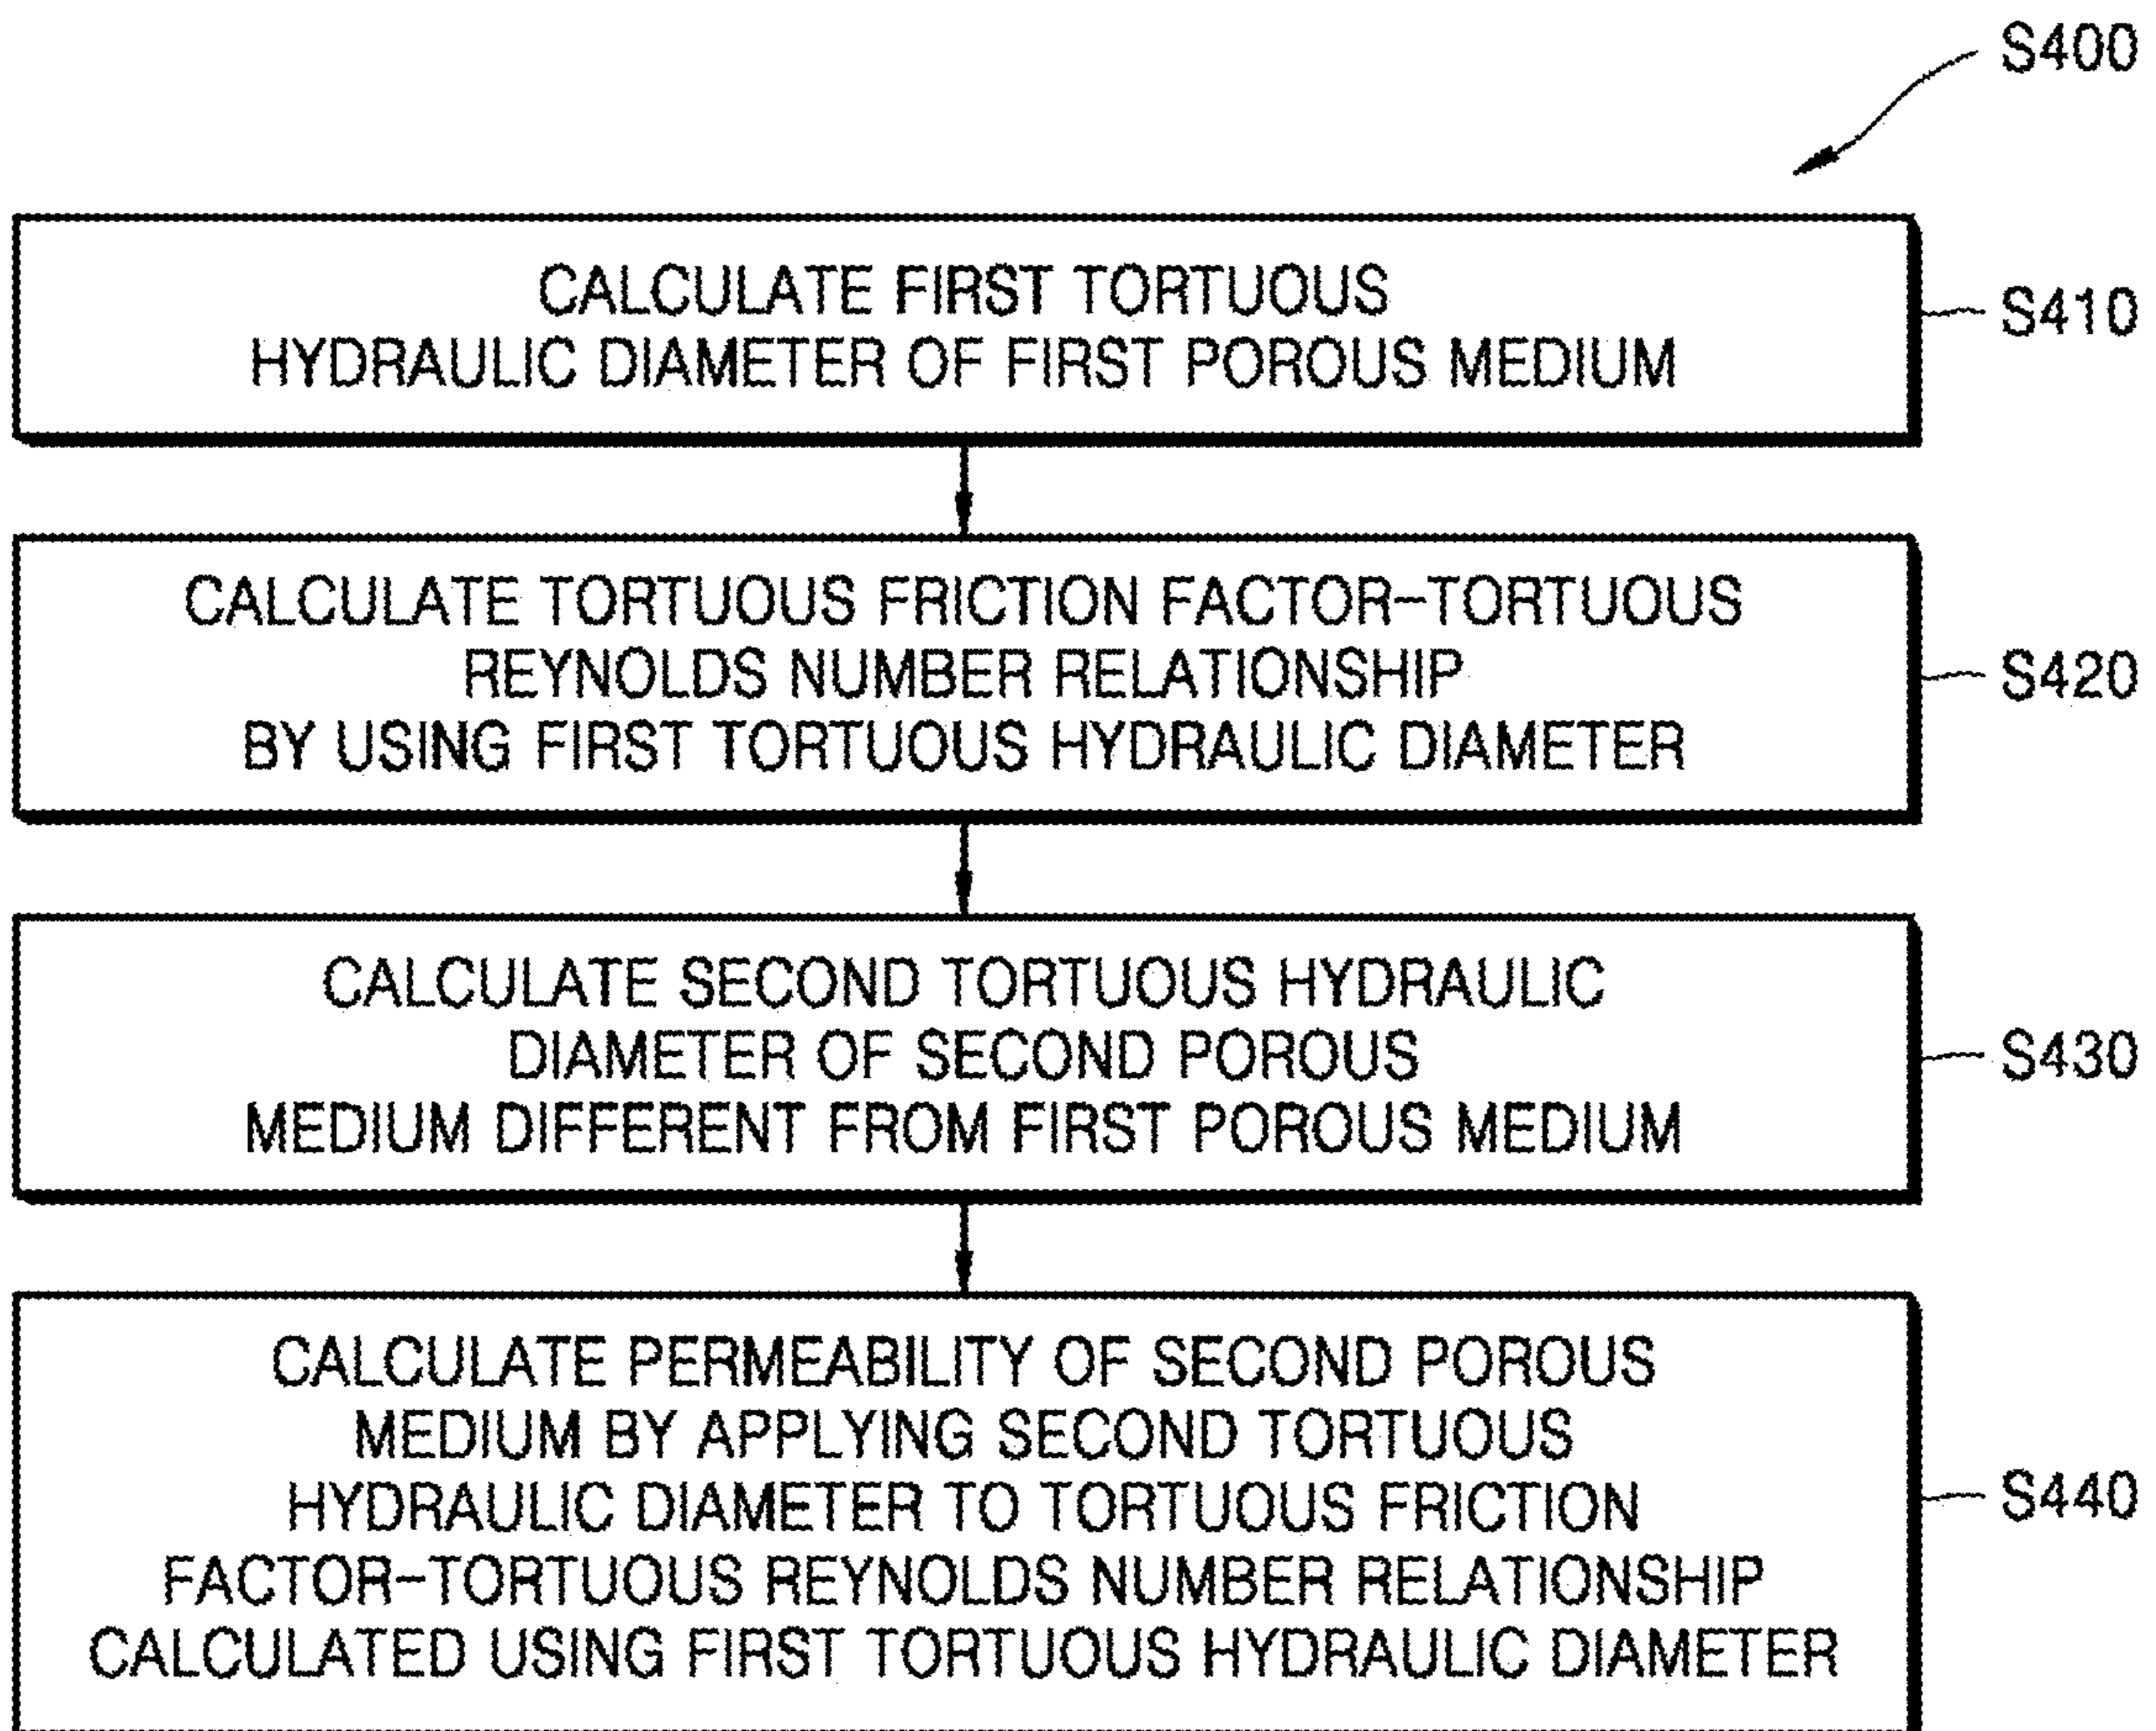 S400
CALCULATE FIRST TORTUOUS
HYDRAULIC DIAMETER OF FIRST POROUS MEDIUM
S410
CALCULATE TORTUOUS FRICTION FACTOR-TORTUOUS
REYNOLDS NUMBER RELATIONSHIP
BY USING FIRST TORTUOUS HYDRAULIC DIAMETER
S420
CALCULATE SECOND TORTUOUS HYDRAULIC
DIAMETER OF SECOND POROUS
MEDIUM DIFFERENT FROM FIRST POROUS MEDIUM
S430
CALCULATE PERMEABILITY OF SECOND POROUS
MEDIUM BY APPLYING SECOND TORTUOUS
HYDRAULIC DIAMETER TO TORTUOUS FRICTION
FACTOR-TORTUOUS REYNOLDS NUMBER RELATIONSHIP
CALCULATED USING FIRST TORTUOUS HYDRAULIC DIAMETER
S440